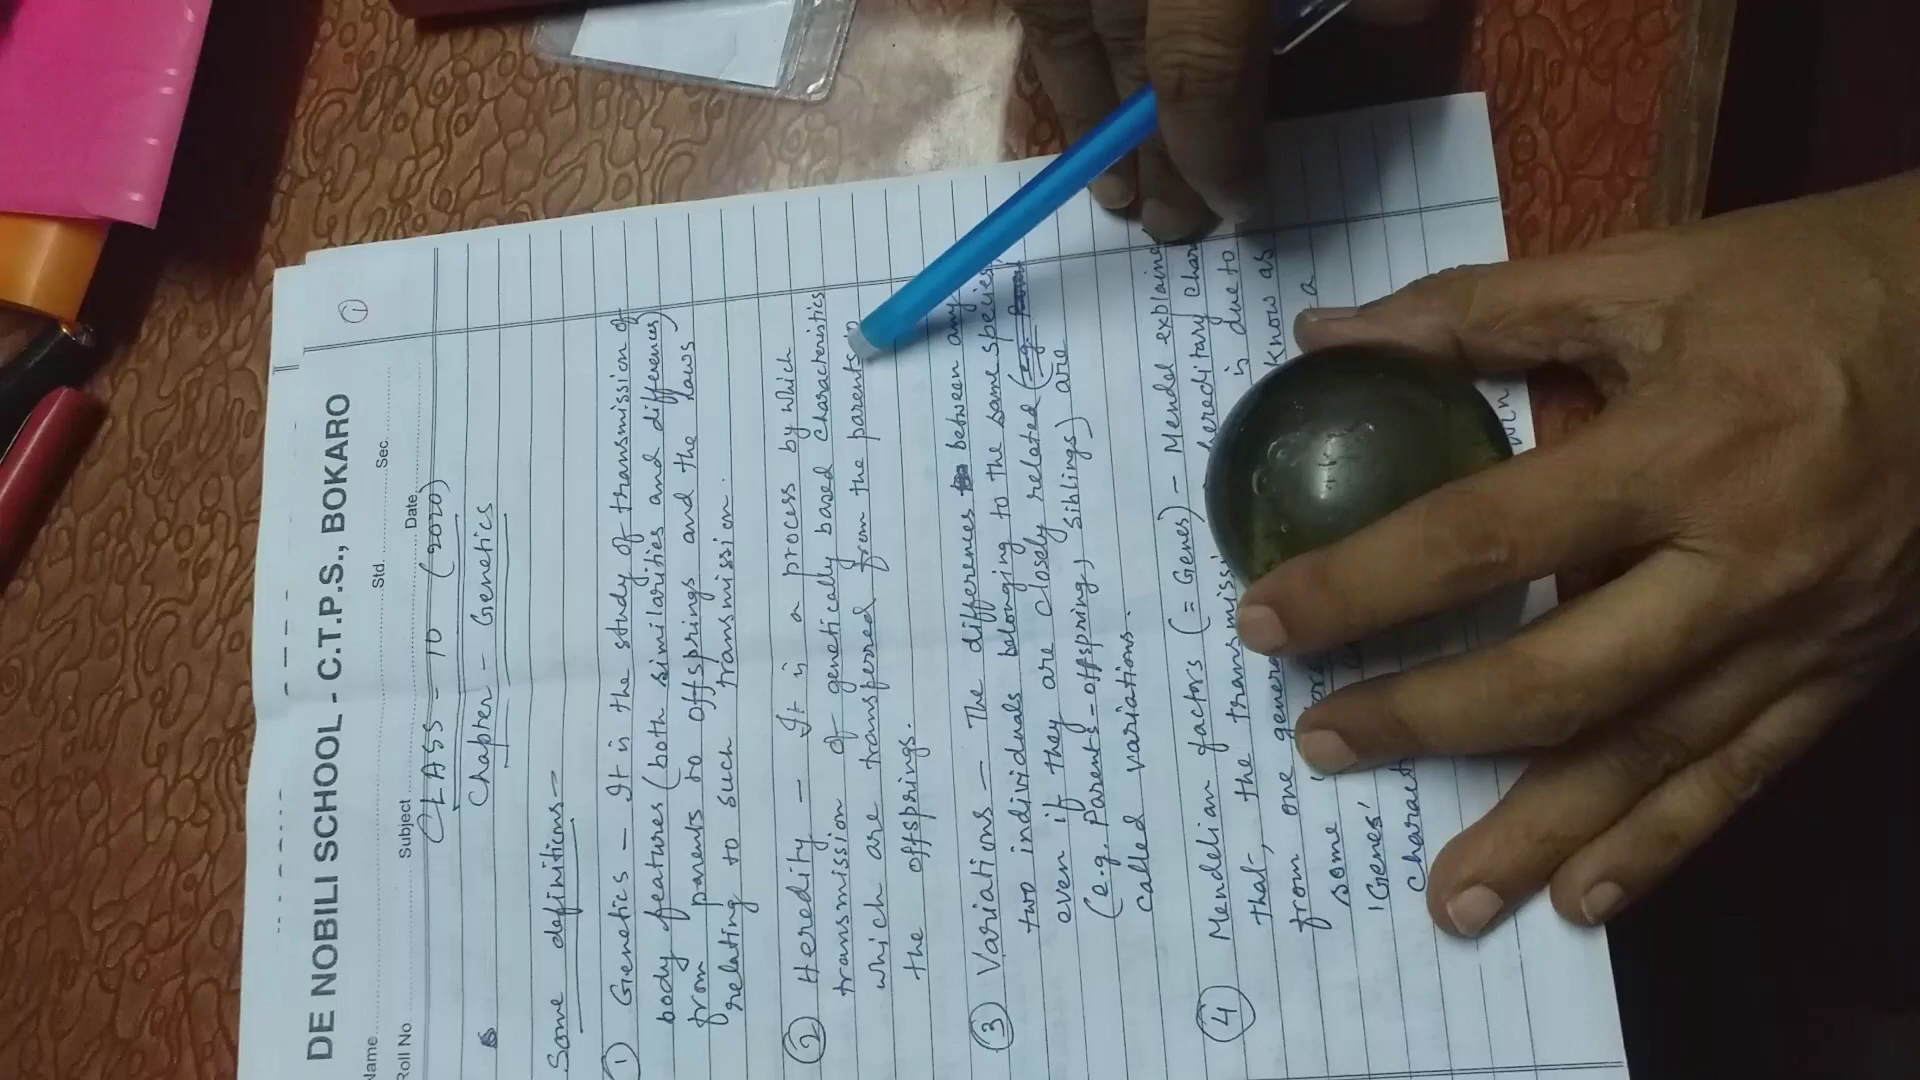 ①
DE NOBILI SCHOOL - C.T.P.S., BOKARO
Name Std. Sec.
Roll No Subject Date
CLASS - 10 (2020)
Chapter - Genetics
Some definitions -
① Genetics - It is the study of transmission of
body features (both similarities and differences)
from parents to offsprings and the laws
relating to such transmission.
② Heredity - It is a process by which
transmission of genetically based characteristics
which are transferred from the parents
the offsprings.
③ Variations - The differences between any
two individuals belonging to the same species,
even if they are closely related
(e.g. Parents - offspring, siblings) are
called variations.
④ Mendelian factors (= Genes) - Mendel explained
that, the hereditary
from one is due to
some know as
'Genes' a